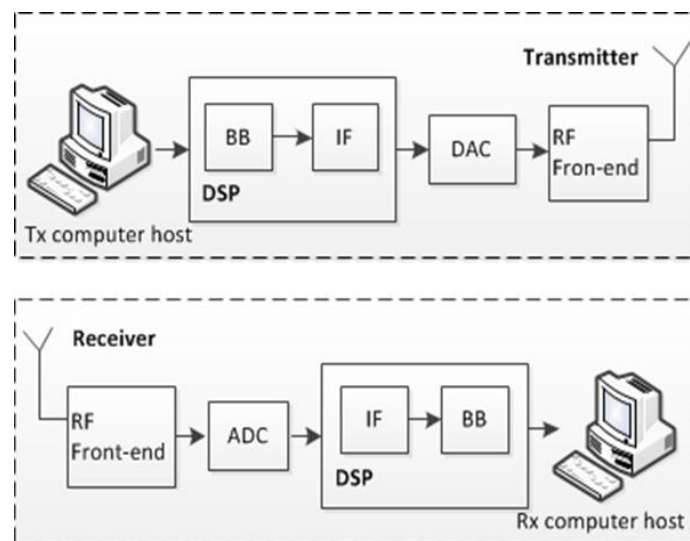 Transmitter
BB
IF
DSP
DAC
RF
Fron-end
Tx computer host
Receiver
RF
Front-end
ADC
IF
BB
DSP
Rx computer host